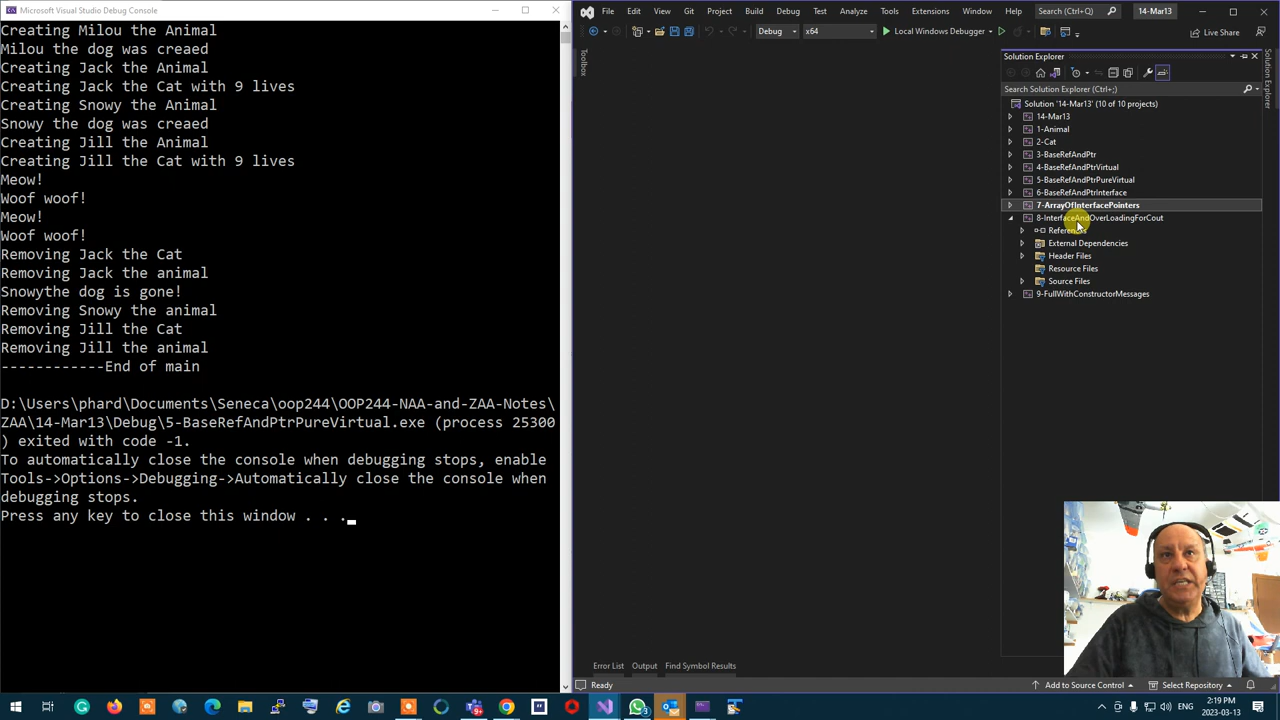 Microsoft Visual Studio Debug Console
Creating Milou the Animal
Milou the dog was creaed
Creating Jack the Animal
Creating Jack the Cat with 9 lives
Creating Snowy the Animal
Snowy the dog was creaed
Creating Jill the Animal
Creating Jill the Cat with 9 lives
Meow!
Woof woof!
Meow!
Woof woof!
Removing Jack the Cat
Removing Jack the animal
Snowythe dog is gone!
Removing Snowy the animal
Removing Jill the Cat
Removing Jill the animal
------------End of main
D:\Users\phard\Documents\Seneca\oop244\OOP244-NAA-and-ZAA-Notes\
ZAA\14-Mar13\Debug\5-BaseRefAndPtrPureVirtual.exe (process 25300
) exited with code -1.
To automatically close the console when debugging stops, enable
Tools->Options->Debugging->Automatically close the console when
debugging stops.
Press any key to close this window . . .
File Edit View Git Project Build Debug Test Analyze Tools Extensions Window Help Search (Ctrl+Q) 14-Mar13
Debug x64 Local Windows Debugger Live Share
Toolbox
Solution Explorer
Solution Explorer
Search Solution Explorer (Ctrl+;)
Solution '14-Mar13' (10 of 10 projects)
14-Mar13
1-Animal
2-Cat
3-BaseRefAndPtr
4-BaseRefAndPtrVirtual
5-BaseRefAndPtrPureVirtual
6-BaseRefAndPtrInterface
7-ArrayOfInterfacePointers
8-InterfaceAndOverLoadingForCout
References
External Dependencies
Header Files
Resource Files
Source Files
9-FullWithConstructorMessages
Error List Output Find Symbol Results
Ready Add to Source Control Select Repository
ENG 2:19 PM
2023-03-13